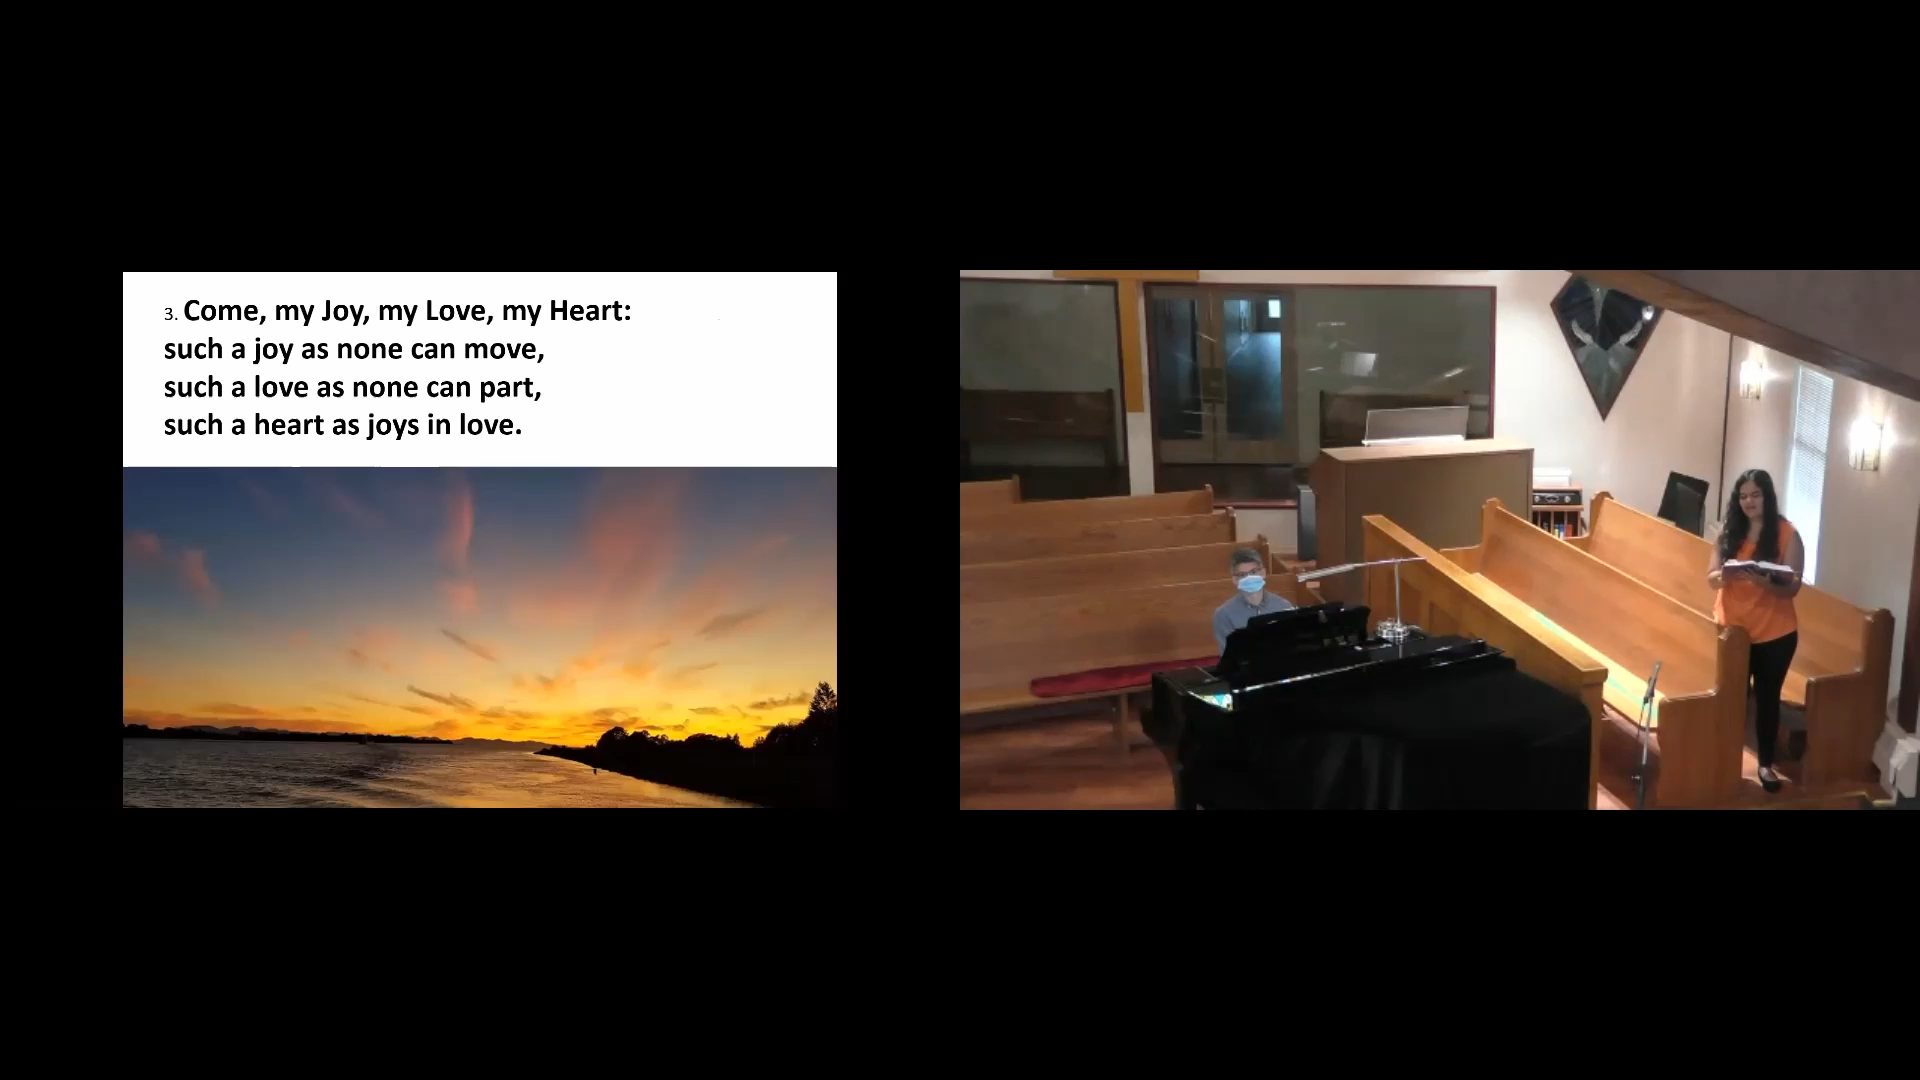 3. Come, my Joy, my Love, my Heart:
such a joy as none can move,
such a love as none can part,
such a heart as joys in love.